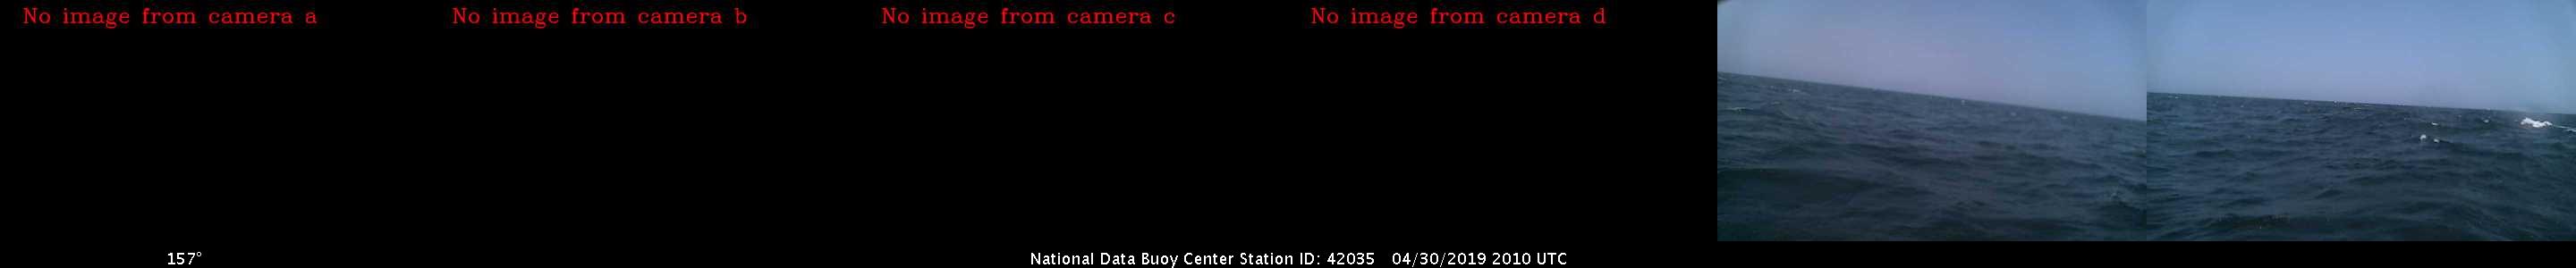 No image from camera a
No image from camera b
No image from camera c
No image from camera d
157°
National Data Buoy Center Station ID: 42035 04/30/2019 2010 UTC